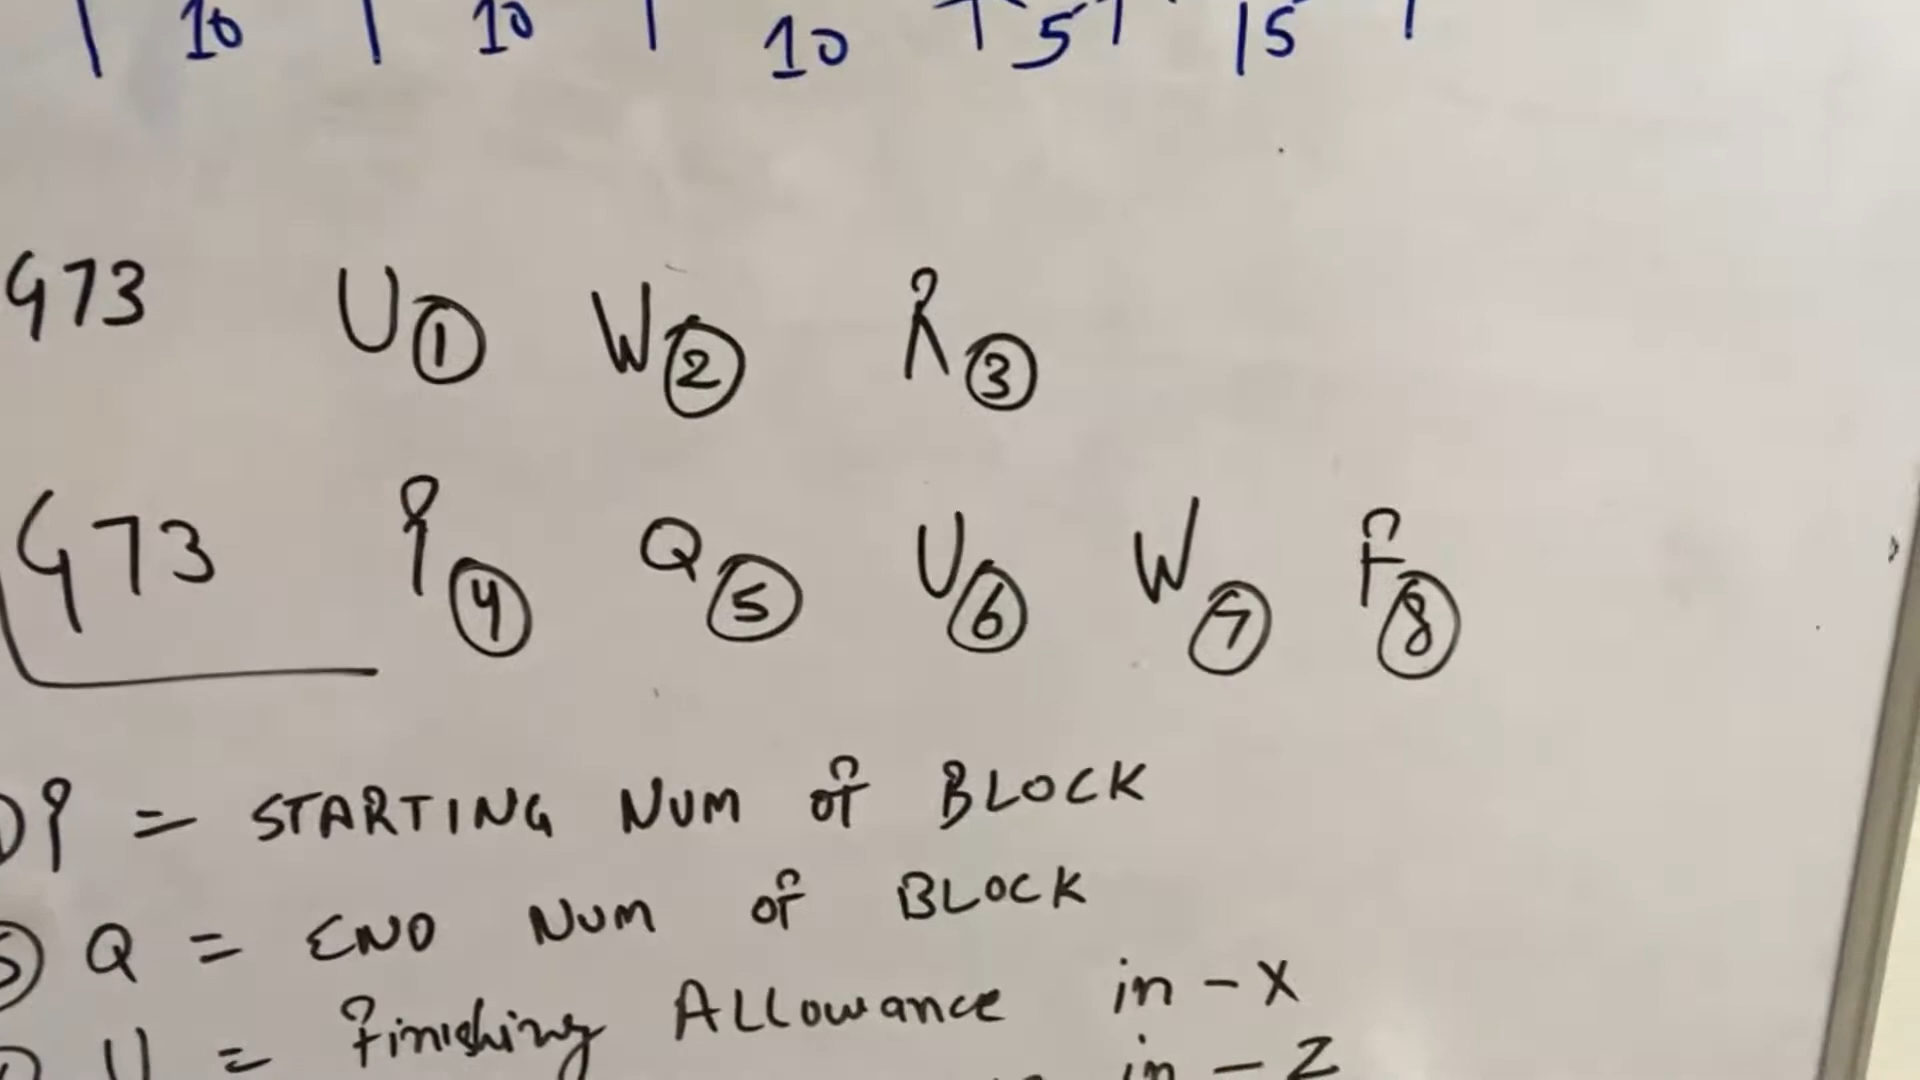 10 10 10 5 15
G73 U① W② R③
G73 P④ Q⑤ U⑥ W⑦ F⑧
P = STARTING NUM OF BLOCK
⑤ Q = END NUM OF BLOCK
U = Finishing ALLOWANCE in - X
in - Z